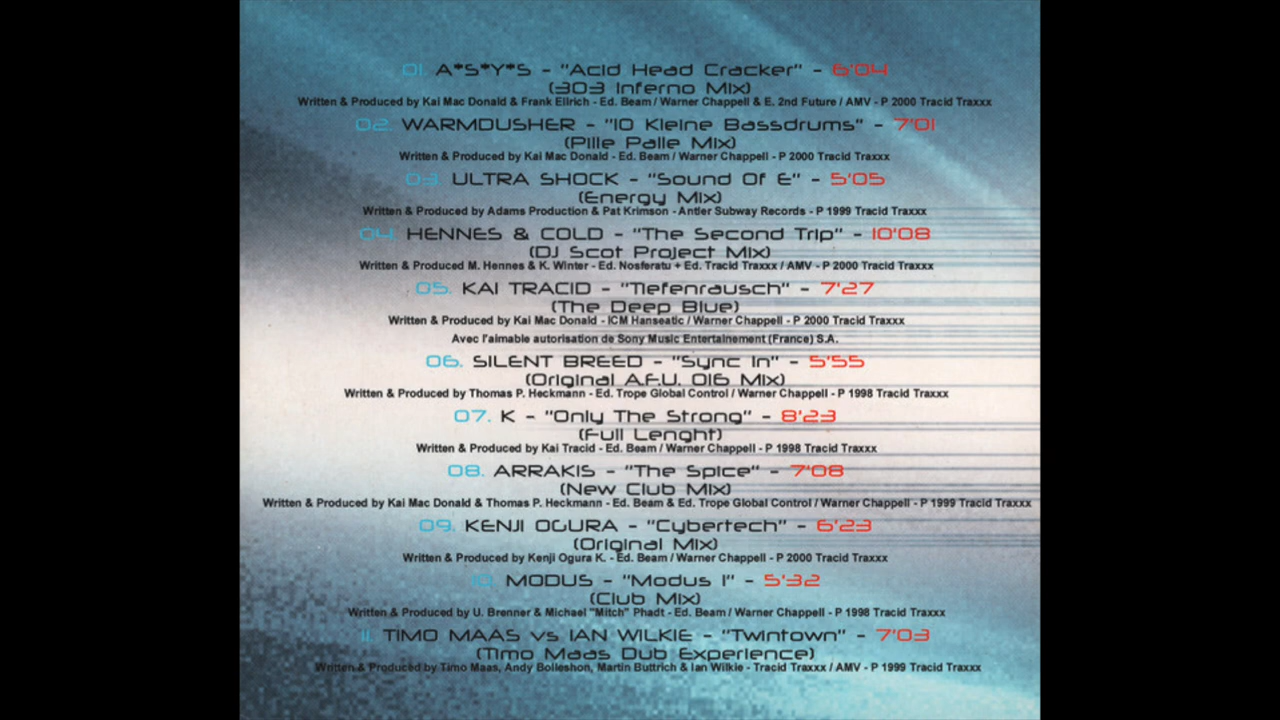 01. A*S*Y*S - "Acid Head Cracker" - 6'04
(303 Inferno Mix)
Written & Produced by Kai Mac Donald & Frank Ellrich - Ed. Beam / Warner Chappell & E. 2nd Future / AMV - P 2000 Tracid Traxxx
02. WARMDUSHER - "10 Kleine Bassdrums" - 7'01
(Pille Palle Mix)
Written & Produced by Kai Mac Donald - Ed. Beam / Warner Chappell - P 2000 Tracid Traxxx
03. ULTRA SHOCK - "Sound Of E" - 5'05
(Energy Mix)
Written & Produced by Adams Production & Pat Krimson - Antler Subway Records - P 1999 Tracid Traxxx
04. HENNES & COLD - "The Second Trip" - 10'08
(DJ Scot Project Mix)
Written & Produced M. Hennes & K. Winter - Ed. Nosferatu + Ed. Tracid Traxxx / AMV - P 2000 Tracid Traxxx
05. KAI TRACID - "Tiefenrausch" - 7'27
(The Deep Blue)
Written & Produced by Kai Mac Donald - ICM Hanseatic / Warner Chappell - P 2000 Tracid Traxxx
Avec l'aimable autorisation de Sony Music Entertainement (France) S.A.
06. SILENT BREED - "Sync In" - 5'55
(Original A.F.U. 016 Mix)
Written & Produced by Thomas P. Heckmann - Ed. Trope Global Control / Warner Chappell - P 1998 Tracid Traxxx
07. K - "Only The Strong" - 8'23
(Full Lenght)
Written & Produced by Kai Tracid - Ed. Beam / Warner Chappell - P 1998 Tracid Traxxx
08. ARRAKIS - "The Spice" - 7'08
(New Club Mix)
Written & Produced by Kai Mac Donald & Thomas P. Heckmann - Ed. Beam & Ed. Trope Global Control / Warner Chappell - P 1999 Tracid Traxxx
09. KENJI OGURA - "Cybertech" - 6'23
(Original Mix)
Written & Produced by Kenji Ogura K. - Ed. Beam / Warner Chappell - P 2000 Tracid Traxxx
10. MODUS - "Modus I" - 5'32
(Club Mix)
Written & Produced by U. Brenner & Michael "Mitch" Phadt - Ed. Beam / Warner Chappell - P 1998 Tracid Traxxx
11. TIMO MAAS vs IAN WILKIE - "Twintown" - 7'03
(Timo Maas Dub Experience)
Written & Produced by Timo Maas, Andy Bolleshon, Martin Buttrich & Ian Wilkie - Tracid Traxxx / AMV - P 1999 Tracid Traxxx